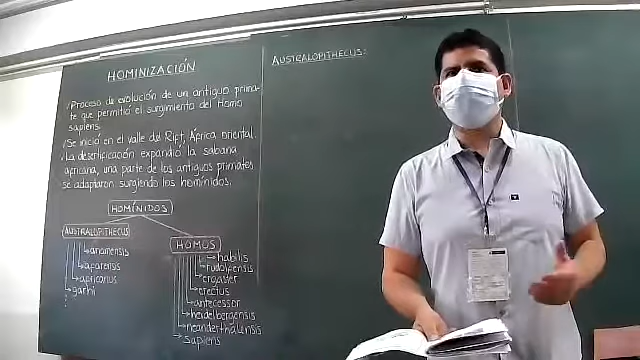 HOMINIZACIÓN
Proceso de evolución de un antiguo prima-
te que permitió el surgimiento del Homo
sapiens.
Se inició en el valle del Rift, África oriental.
La desertificación expandió la sabana
africana, una parte de los antiguos primates
se adaptaron surgiendo los homínidos.
HOMÍNIDOS
AUSTRALOPITHECUS
anamensis
afarensis
africanus
garhi
HOMOS
habilis
rudolfensis
ergaster
erectus
antecessor
heidelbergensis
neanderthalensis
sapiens
AUSTRALOPITHECUS: